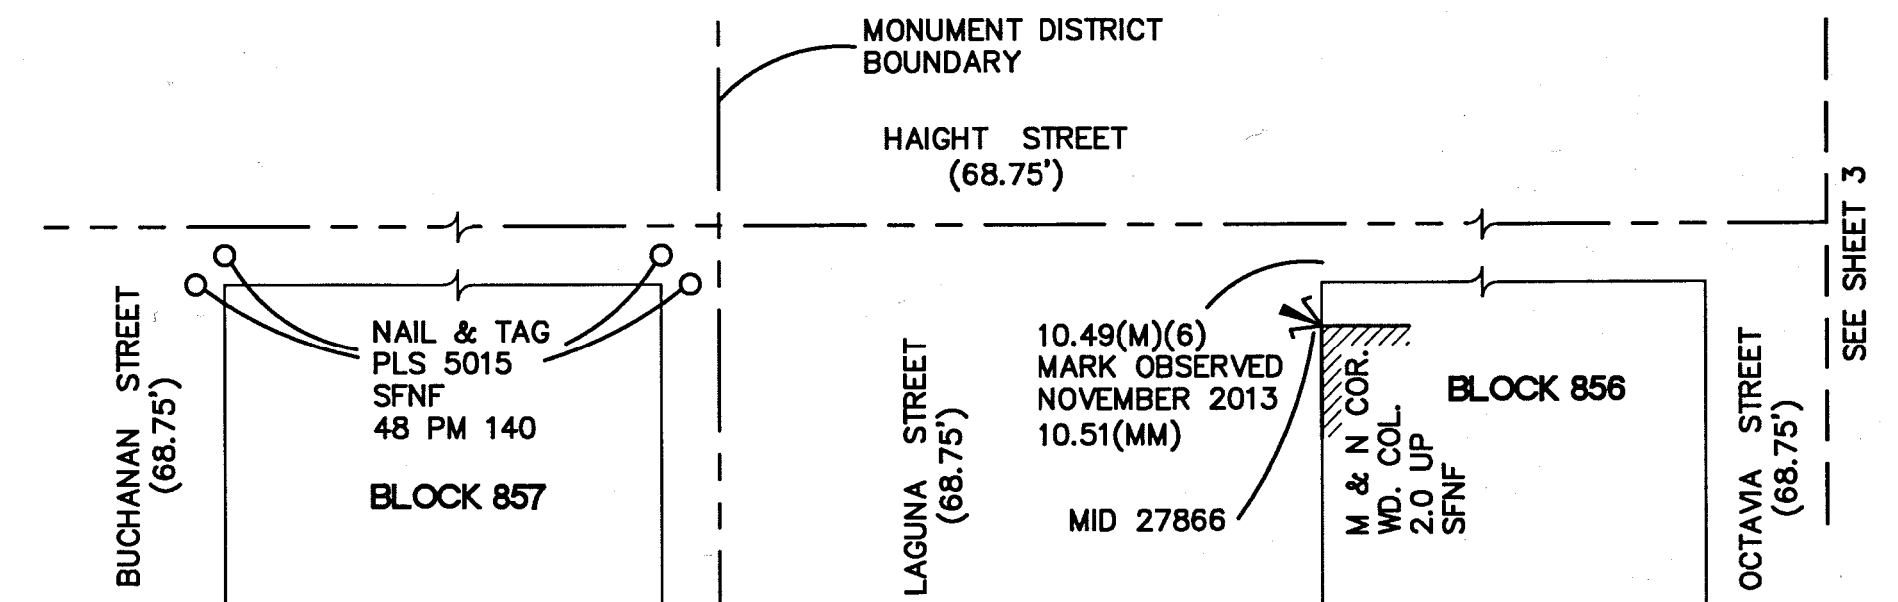 MONUMENT DISTRICT
BOUNDARY
HAIGHT STREET
(68.75')
SEE SHEET 3
BUCHANAN STREET
(68.75')
NAIL & TAG
PLS 5015
SFNF
48 PM 140
BLOCK 857
LAGUNA STREET
(68.75')
10.49(M)(6)
MARK OBSERVED
NOVEMBER 2013
10.51(MM)
MID 27866
M & N COR.
WD. COL.
2.0 UP
SFNF
BLOCK 856
OCTAVIA STREET
(68.75')